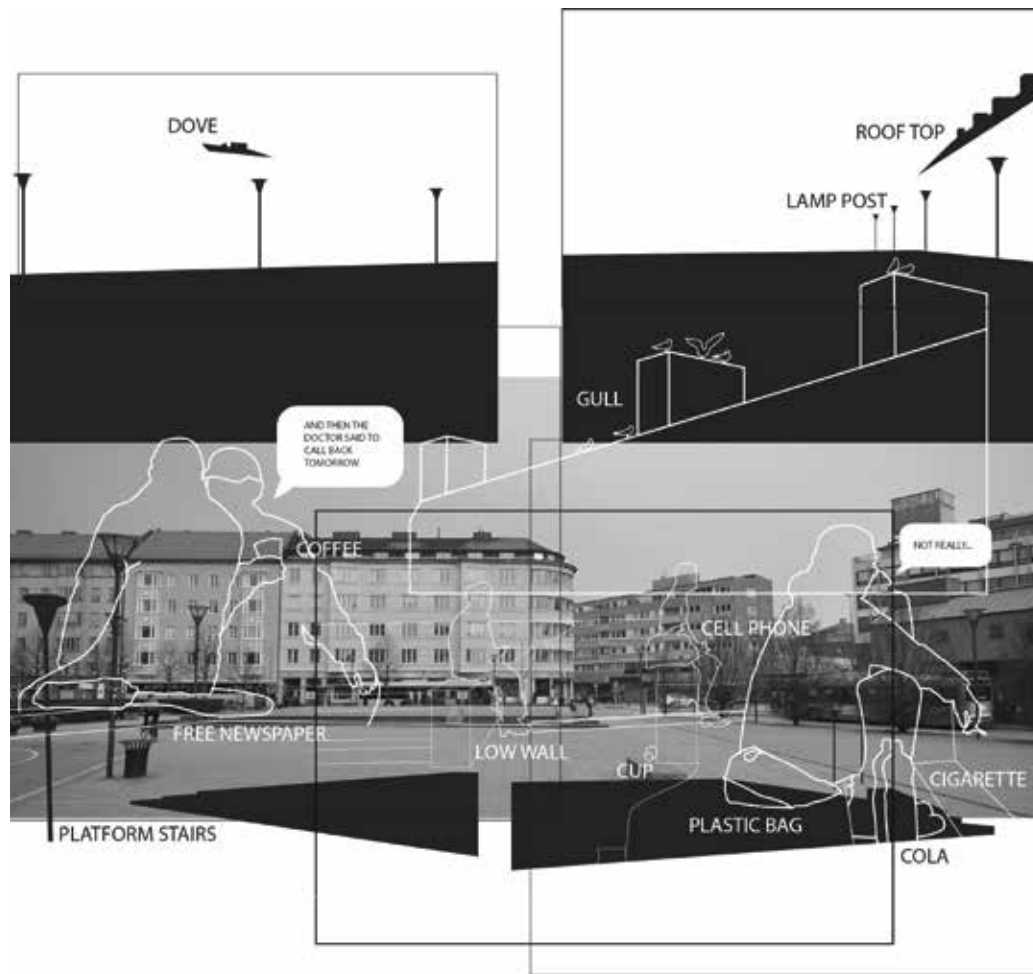 DOVE
ROOF TOP
LAMP POST
GULL
AND THEN THE
DOCTOR SAID TO
CALL BACK
TOMORROW
COFFEE
NOT REALLY...
CELL PHONE
FREE NEWSPAPER
LOW WALL
CUP
CIGARETTE
PLASTIC BAG
PLATFORM STAIRS
COLA